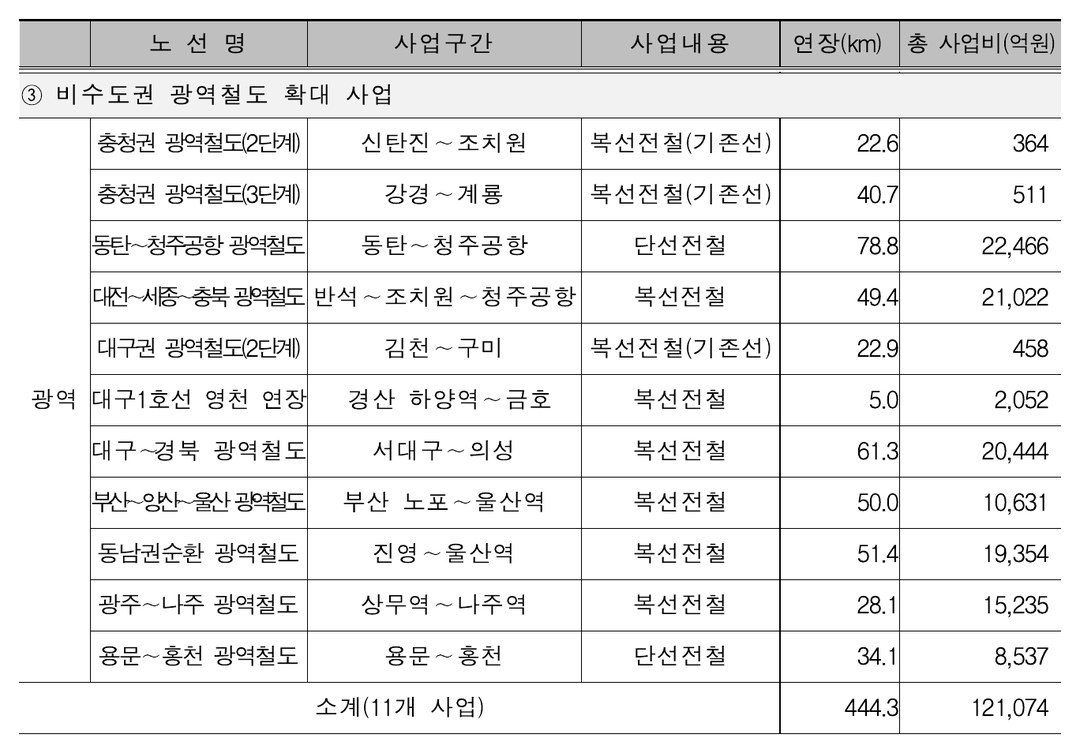 노 선 명 사업구간 사업내용 연장(km) 총 사업비(억원)
③ 비수도권 광역철도 확대 사업
충청권 광역철도(2단계) 신탄진~조치원 복선전철(기존선) 22.6 364
충청권 광역철도(3단계) 강경~계룡 복선전철(기존선) 40.7 511
동탄~청주공항 광역철도 동탄~청주공항 단선전철 78.8 22,466
대전~세종~충북 광역철도 반석~조치원~청주공항 복선전철 49.4 21,022
대구권 광역철도(2단계) 김천~구미 복선전철(기존선) 22.9 458
광역 대구1호선 영천 연장 경산 하양역~금호 복선전철 5.0 2,052
대구~경북 광역철도 서대구~의성 복선전철 61.3 20,444
부산~양산~울산 광역철도 부산 노포~울산역 복선전철 50.0 10,631
동남권순환 광역철도 진영~울산역 복선전철 51.4 19,354
광주~나주 광역철도 상무역~나주역 복선전철 28.1 15,235
용문~홍천 광역철도 용문~홍천 단선전철 34.1 8,537
소계(11개 사업) 444.3 121,074